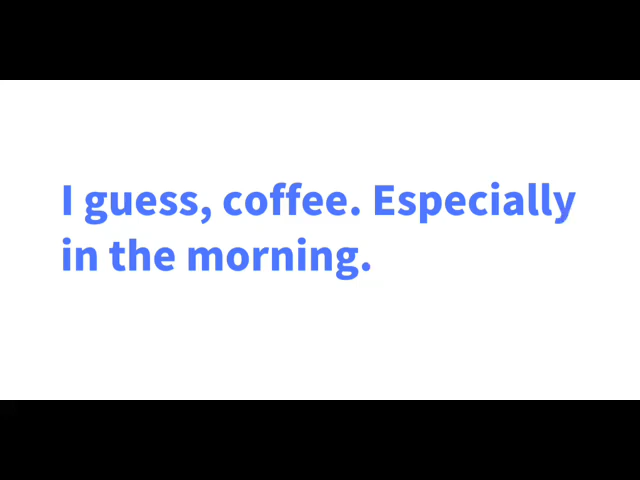 I guess, coffee. Especially
in the morning.